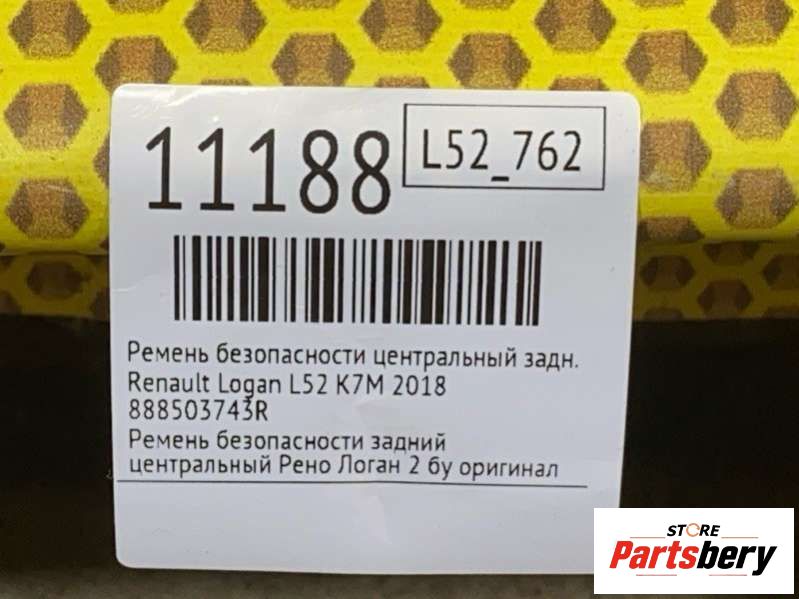 11188
L52_762
Ремень безопасности центральный задн.
Renault Logan L52 K7M 2018
888503743R
Ремень безопасности задний
центральный Рено Логан 2 бу оригинал
STORE
Partsbery